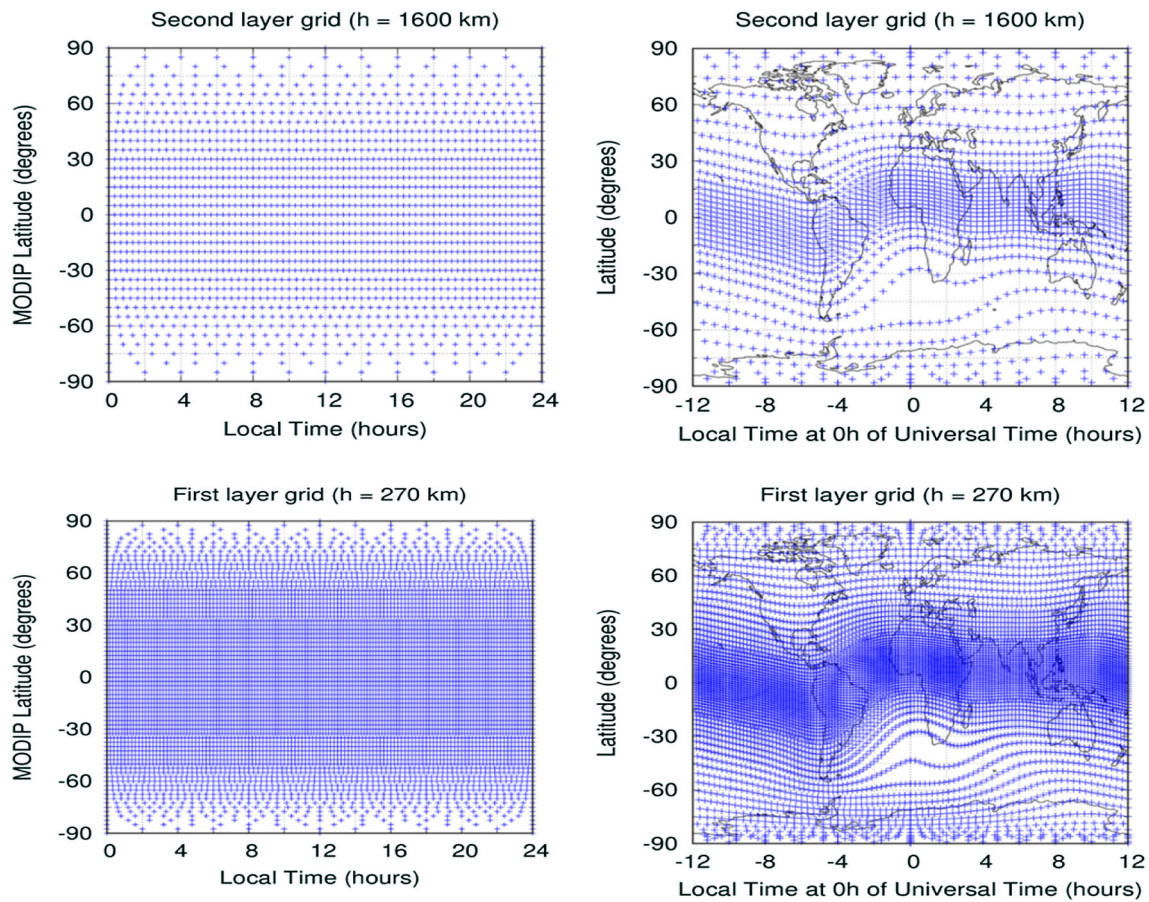 Second layer grid (h = 1600 km)
90
60
30
0
-30
-60
-90
MODIP Latitude (degrees)
0 4 8 12 16 20 24
Local Time (hours)
Second layer grid (h = 1600 km)
90
60
30
0
-30
-60
-90
Latitude (degrees)
-12 -8 -4 0 4 8 12
Local Time at 0h of Universal Time (hours)
First layer grid (h = 270 km)
90
60
30
0
-30
-60
-90
MODIP Latitude (degrees)
0 4 8 12 16 20 24
Local Time (hours)
First layer grid (h = 270 km)
90
60
30
0
-30
-60
-90
Latitude (degrees)
-12 -8 -4 0 4 8 12
Local Time at 0h of Universal Time (hours)